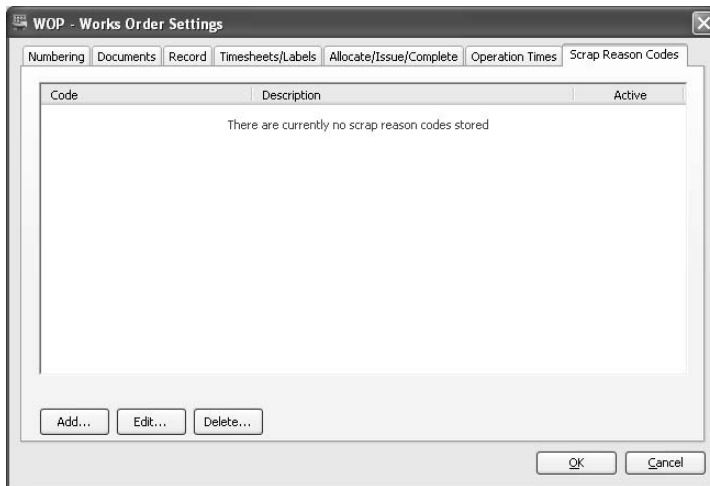 WOP - Works Order Settings
Numbering Documents Record Timesheets/Labels Allocate/Issue/Complete Operation Times Scrap Reason Codes
Code Description Active
There are currently no scrap reason codes stored
Add... Edit... Delete...
OK Cancel